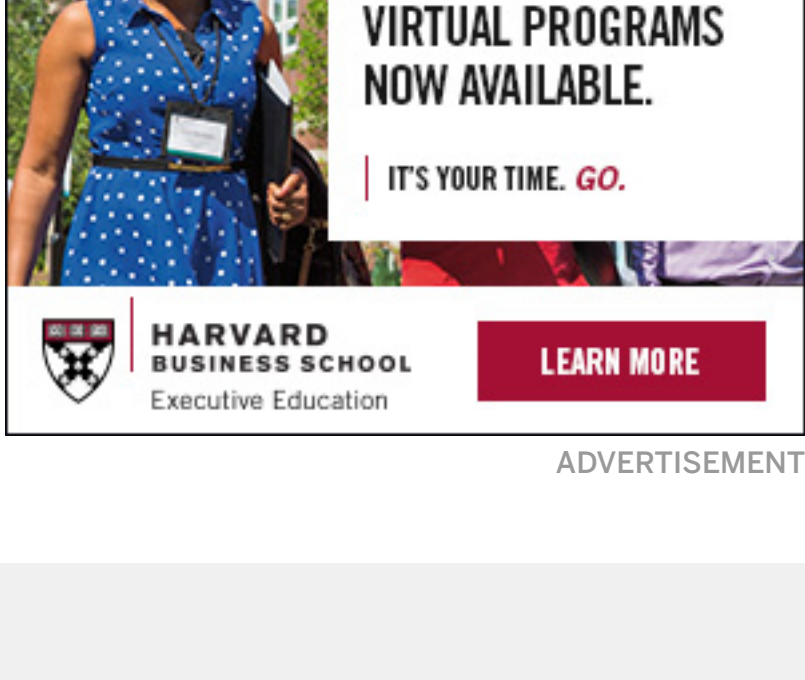 VIRTUAL PROGRAMS
NOW AVAILABLE.
IT'S YOUR TIME. GO.
HARVARD
BUSINESS SCHOOL
Executive Education
LEARN MORE
ADVERTISEMENT